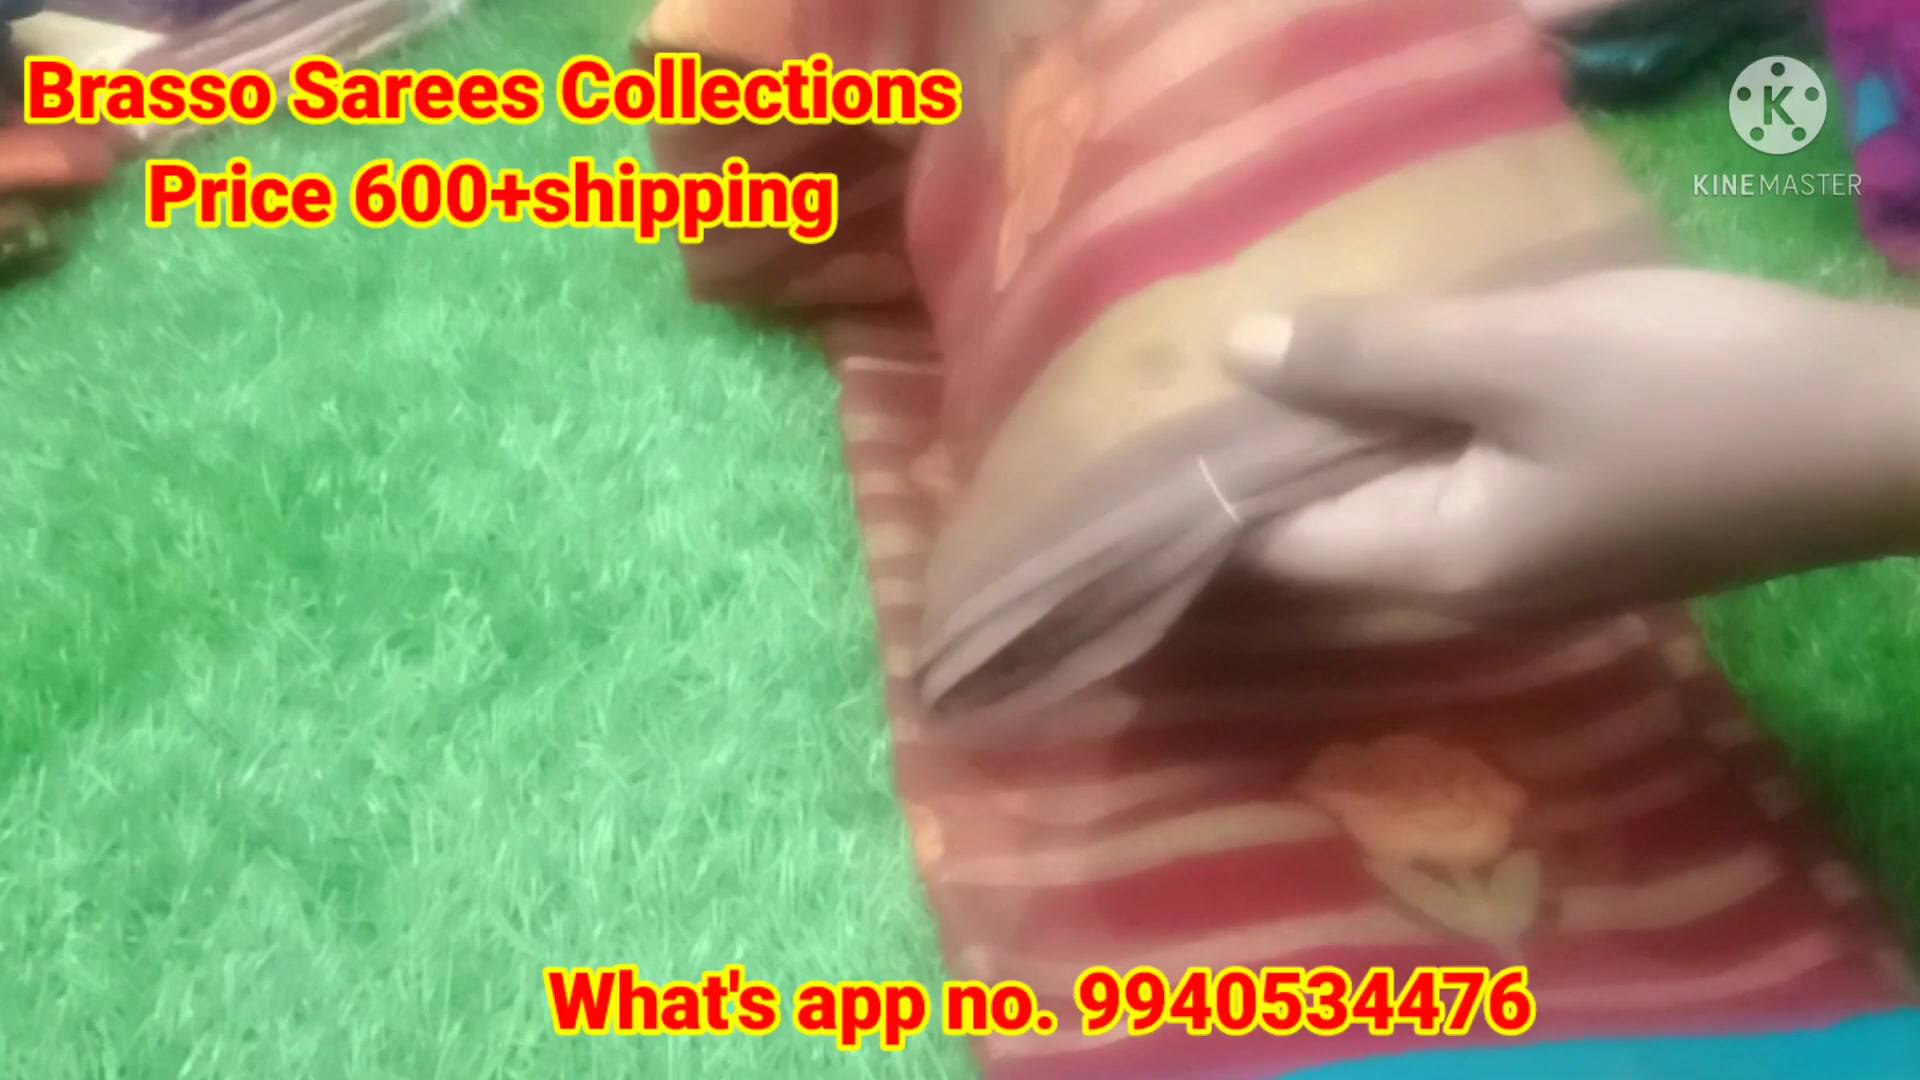 Brasso Sarees Collections
Price 600+shipping
K
KINEMASTER
What's app no. 9940534476